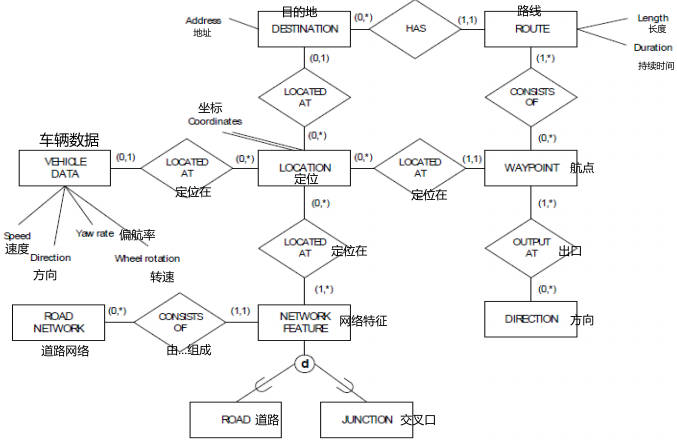 目的地
路线
Address
地址
DESTINATION
(0,*)
HAS
(1,1)
ROUTE
Length
长度
Duration
持续时间
(0,1)
(1,*)
LOCATED
AT
CONSISTS
OF
坐标
Coordinates
(0,*)
(0,*)
车辆数据
VEHICLE
DATA
(0,1)
LOCATED
AT
定位在
(0,*)
LOCATION
定位
(0,*)
LOCATED
AT
定位在
(1,1)
WAYPOINT
航点
Speed
速度
Direction
方向
Yaw rate
偏航率
Wheel rotation
转速
(0,*)
(1,*)
LOCATED
AT
定位在
OUTPUT
AT
出口
(1,*)
(0,*)
ROAD
NETWORK
道路网络
(0,*)
CONSISTS
OF
由...组成
(1,1)
NETWORK
FEATURE
网络特征
DIRECTION
方向
d
ROAD
道路
JUNCTION
交叉口